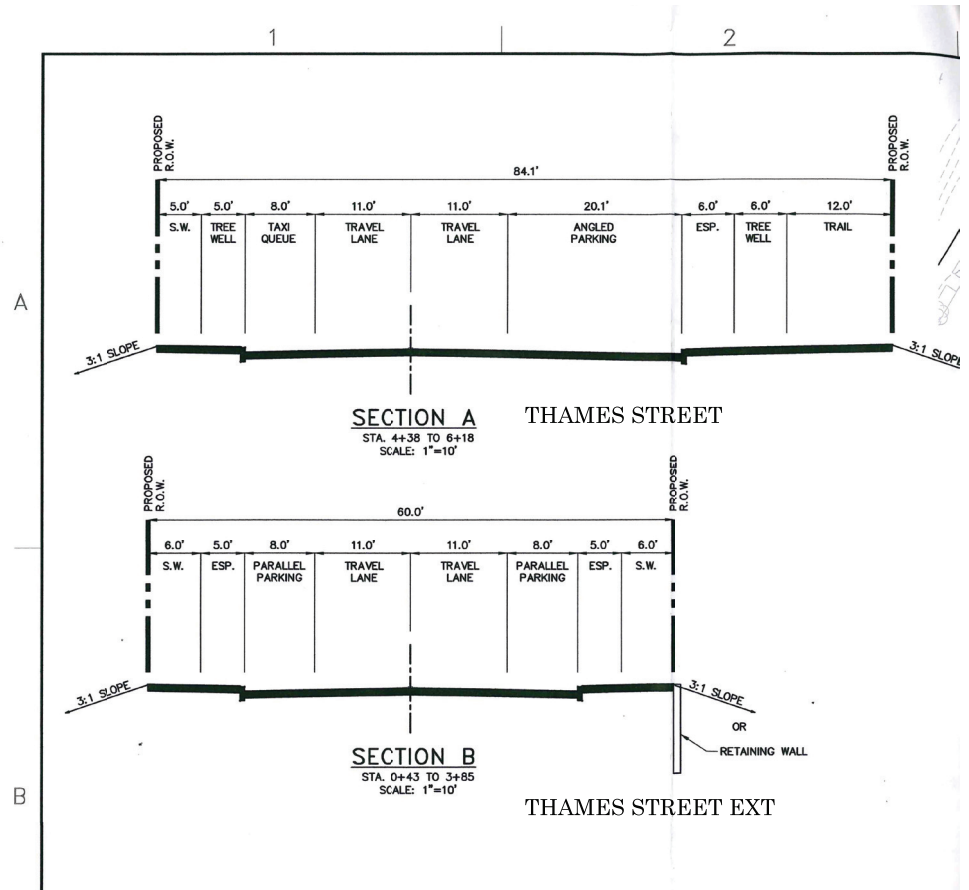 1
2
PROPOSED
R.O.W.
PROPOSED
R.O.W.
84.1'
5.0' 5.0' 8.0' 11.0' 11.0' 20.1' 6.0' 6.0' 12.0'
S.W. TREE TAXI TRAVEL TRAVEL ANGLED ESP. TREE TRAIL
WELL QUEUE LANE LANE PARKING WELL
A
3:1 SLOPE
3:1 SLOPE
SECTION A
THAMES STREET
STA. 4+38 TO 6+18
SCALE: 1"=10'
PROPOSED
R.O.W.
PROPOSED
R.O.W.
60.0'
6.0' 5.0' 8.0' 11.0' 11.0' 8.0' 5.0' 6.0'
S.W. ESP. PARALLEL TRAVEL TRAVEL PARALLEL ESP. S.W.
PARKING LANE LANE PARKING
3:1 SLOPE
3:1 SLOPE
OR
RETAINING WALL
SECTION B
STA. 0+43 TO 3+85
SCALE: 1"=10'
B
THAMES STREET EXT